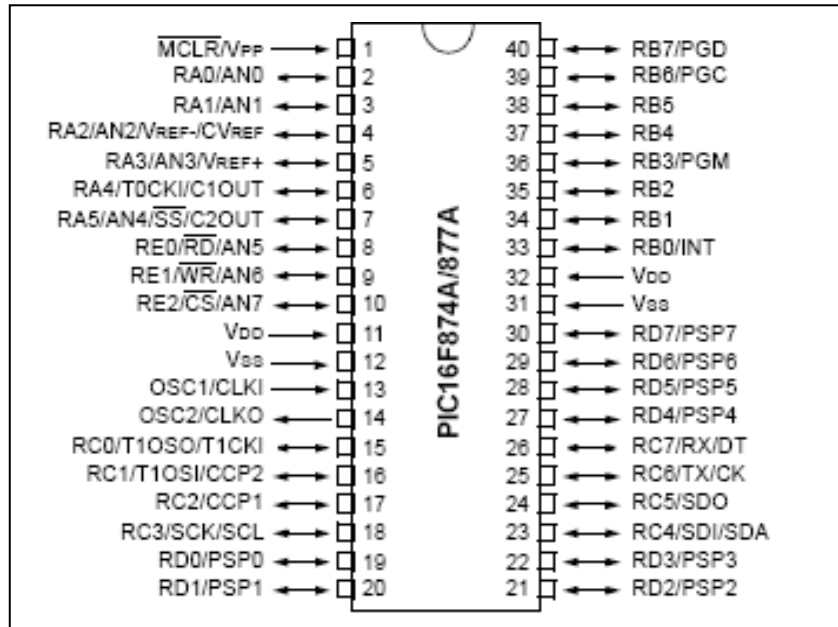 MCLR/VPP 1 40 RB7/PGD
RA0/AN0 2 39 RB6/PGC
RA1/AN1 3 38 RB5
RA2/AN2/VREF-/CVREF 4 37 RB4
RA3/AN3/VREF+ 5 36 RB3/PGM
RA4/T0CKI/C1OUT 6 35 RB2
RA5/AN4/SS/C2OUT 7 34 RB1
RE0/RD/AN5 8 33 RB0/INT
RE1/WR/AN6 9 32 VDD
RE2/CS/AN7 10 31 VSS
VDD 11 30 RD7/PSP7
VSS 12 29 RD6/PSP6
OSC1/CLKI 13 28 RD5/PSP5
OSC2/CLKO 14 27 RD4/PSP4
RC0/T1OSO/T1CKI 15 26 RC7/RX/DT
RC1/T1OSI/CCP2 16 25 RC6/TX/CK
RC2/CCP1 17 24 RC5/SDO
RC3/SCK/SCL 18 23 RC4/SDI/SDA
RD0/PSP0 19 22 RD3/PSP3
RD1/PSP1 20 21 RD2/PSP2
PIC16F874A/877A